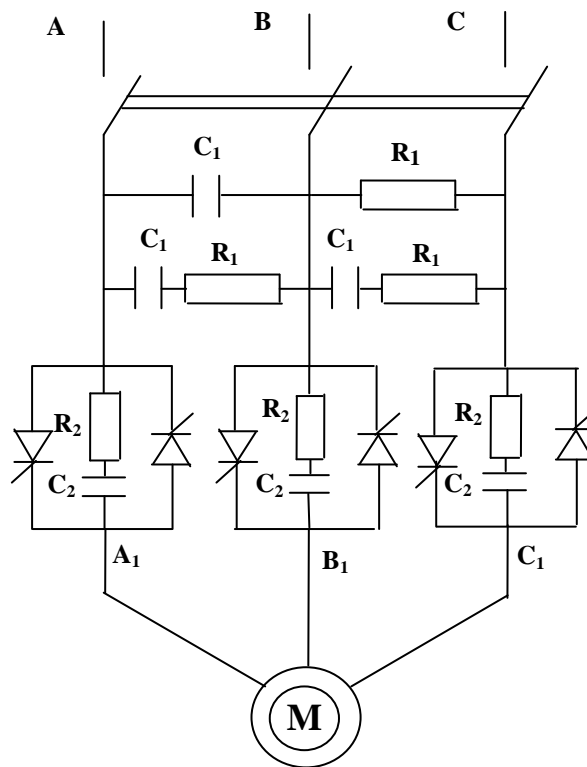 A B C
C₁ R₁
C₁ R₁ C₁ R₁
R₂ R₂ R₂
C₂ C₂ C₂
A₁ B₁ C₁
M